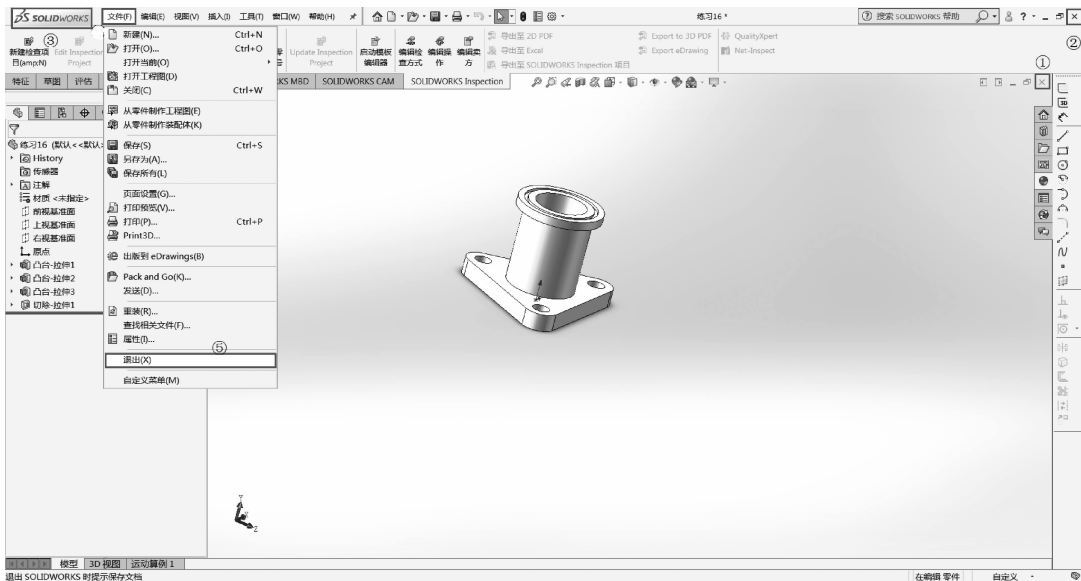 SOLIDWORKS 文件(F) 编辑(E) 视图(V) 插入(I) 工具(T) 窗口(W) 帮助(H) 练习16 * ? 搜索 SOLIDWORKS 帮助 ?
③ ② ①
新建检查项目(amp;N)
Edit Inspection Project
Update Inspection Project
启动模板编辑器
编辑检查方式
编辑操作
编辑卖方
导出至 2D PDF
导出至 Excel
导出至 SOLIDWORKS Inspection 项目
Export to 3D PDF
Export eDrawing
QualityXpert
Net-Inspect
特征 草图 评估 KS MBD SOLIDWORKS CAM SOLIDWORKS Inspection
新建(N)... Ctrl+N
打开(O)... Ctrl+O
打开当前(O)
打开工程图(D)
关闭(C) Ctrl+W
从零件制作工程图(E)
从零件制作装配体(K)
保存(S) Ctrl+S
另存为(A)...
保存所有(L)
页面设置(G)...
打印预览(V)...
打印(P)... Ctrl+P
Print3D...
出版到 eDrawings(B)
Pack and Go(K)...
发送(D)...
重装(R)...
查找相关文件(F)...
属性(I)...
⑤
退出(X)
自定义菜单(M)
练习16 (默认<<默认>
History
传感器
注解
材质 <未指定>
前视基准面
上视基准面
右视基准面
原点
凸台-拉伸1
凸台-拉伸2
凸台-拉伸3
切除-拉伸1
3D
Y
Z
模型 3D 视图 运动算例 1
退出 SOLIDWORKS 时提示保存文档 在编辑 零件 自定义